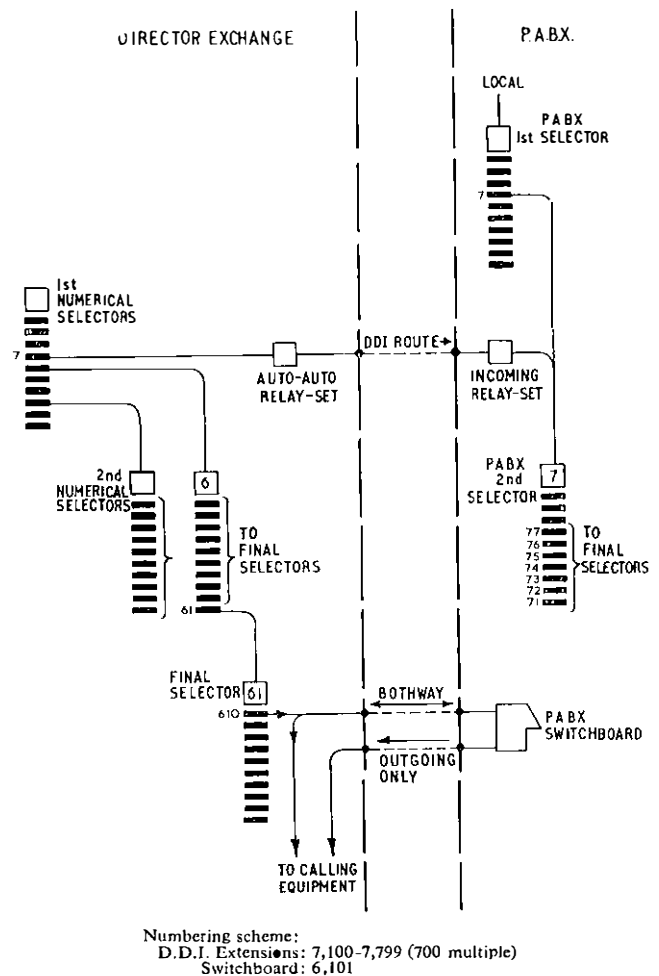 DIRECTOR EXCHANGE
P.A.B.X.
LOCAL
PABX
1st SELECTOR
7
1st
NUMERICAL
SELECTORS
7
DDI ROUTE
AUTO-AUTO
RELAY-SET
INCOMING
RELAY-SET
2nd
NUMERICAL
SELECTORS
6
TO
FINAL
SELECTORS
61
PABX
2nd
SELECTOR
7
77
76
75
74
73
72
71
TO
FINAL
SELECTORS
FINAL
SELECTOR
61
610
BOTHWAY
PABX
SWITCHBOARD
OUTGOING
ONLY
TO CALLING
EQUIPMENT
Numbering scheme:
D.D.I. Extensions: 7,100-7,799 (700 multiple)
Switchboard: 6,101